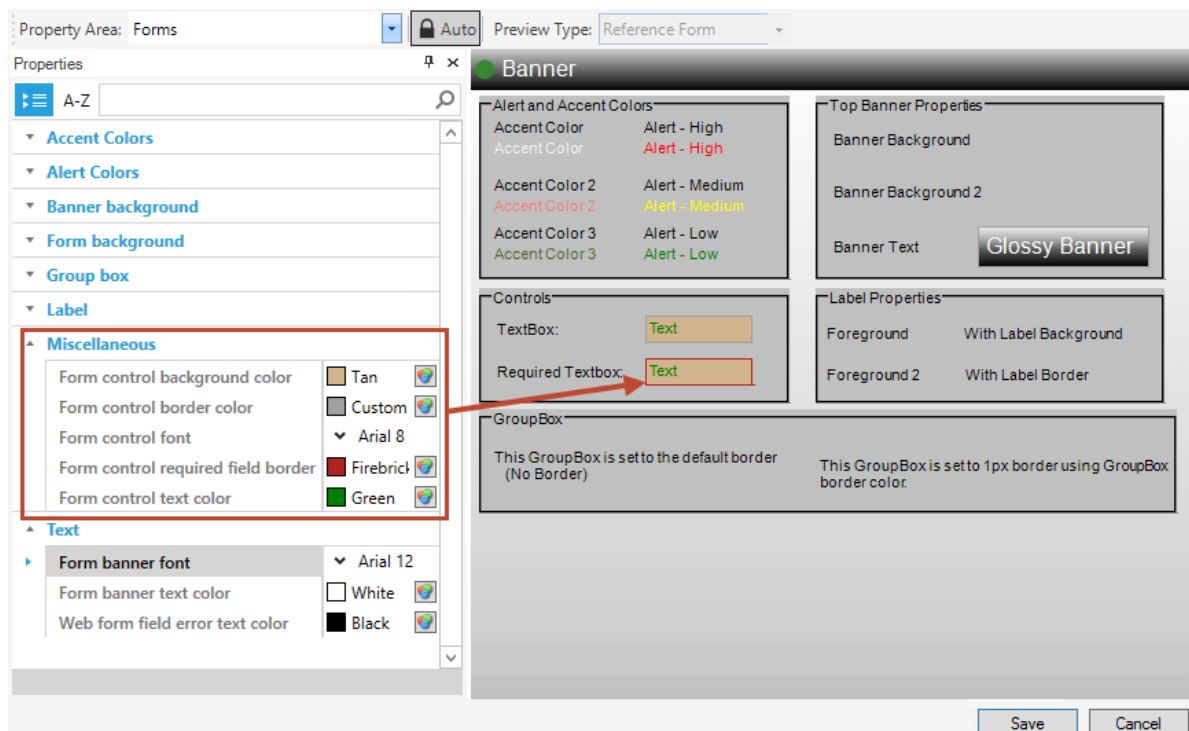 Property Area: Forms Auto Preview Type: Reference Form
Properties
A-Z
Accent Colors
Alert Colors
Banner background
Form background
Group box
Label
Miscellaneous
Form control background color Tan
Form control border color Custom
Form control font Arial 8
Form control required field border Firebrick
Form control text color Green
Text
Form banner font Arial 12
Form banner text color White
Web form field error text color Black
Banner
Alert and Accent Colors
Accent Color Alert - High
Accent Color Alert - High
Accent Color 2 Alert - Medium
Accent Color 2 Alert - Medium
Accent Color 3 Alert - Low
Accent Color 3 Alert - Low
Top Banner Properties
Banner Background
Banner Background 2
Banner Text Glossy Banner
Controls
TextBox: Text
Required Textbox: Text
Label Properties
Foreground With Label Background
Foreground 2 With Label Border
GroupBox
This GroupBox is set to the default border
(No Border)
This GroupBox is set to 1px border using GroupBox
border color.
Save Cancel